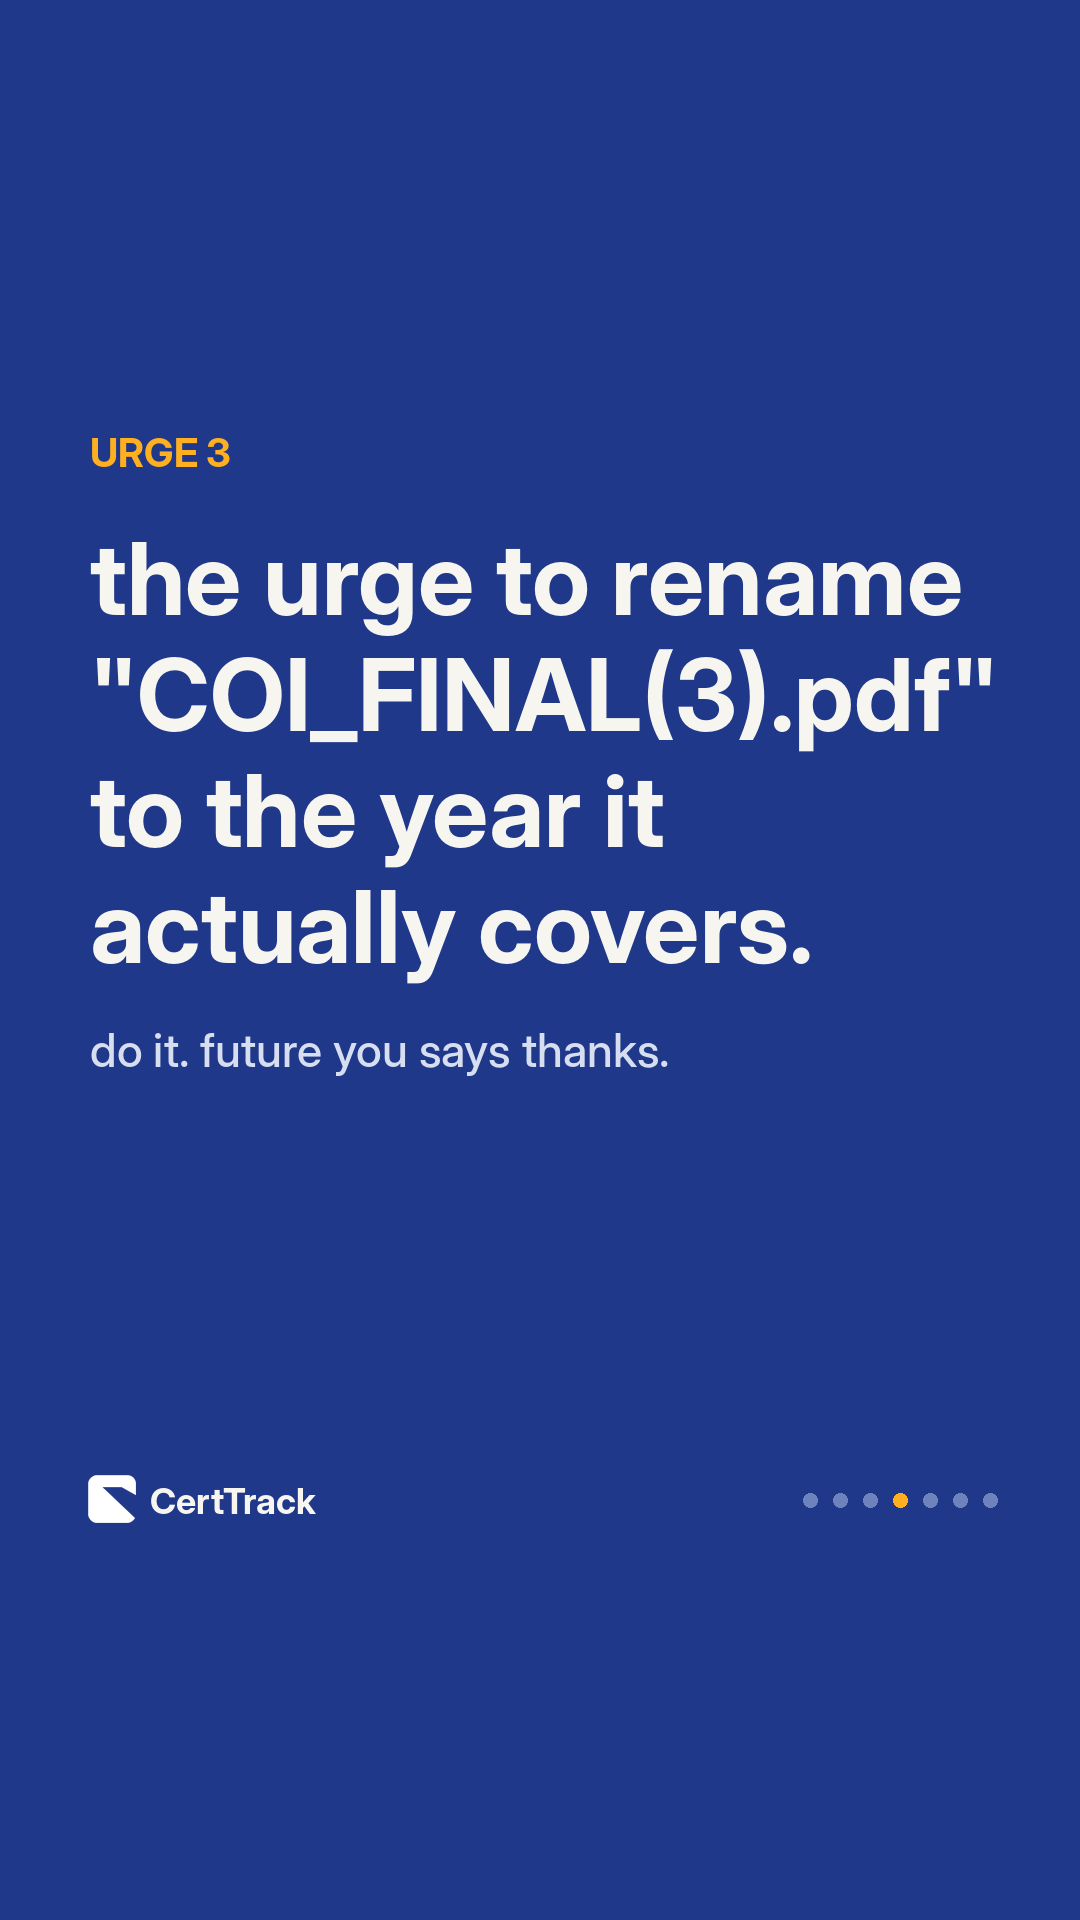 URGE 3
the urge to rename
"COI_FINAL(3).pdf"
to the year it
actually covers.
do it. future you says thanks.
CertTrack